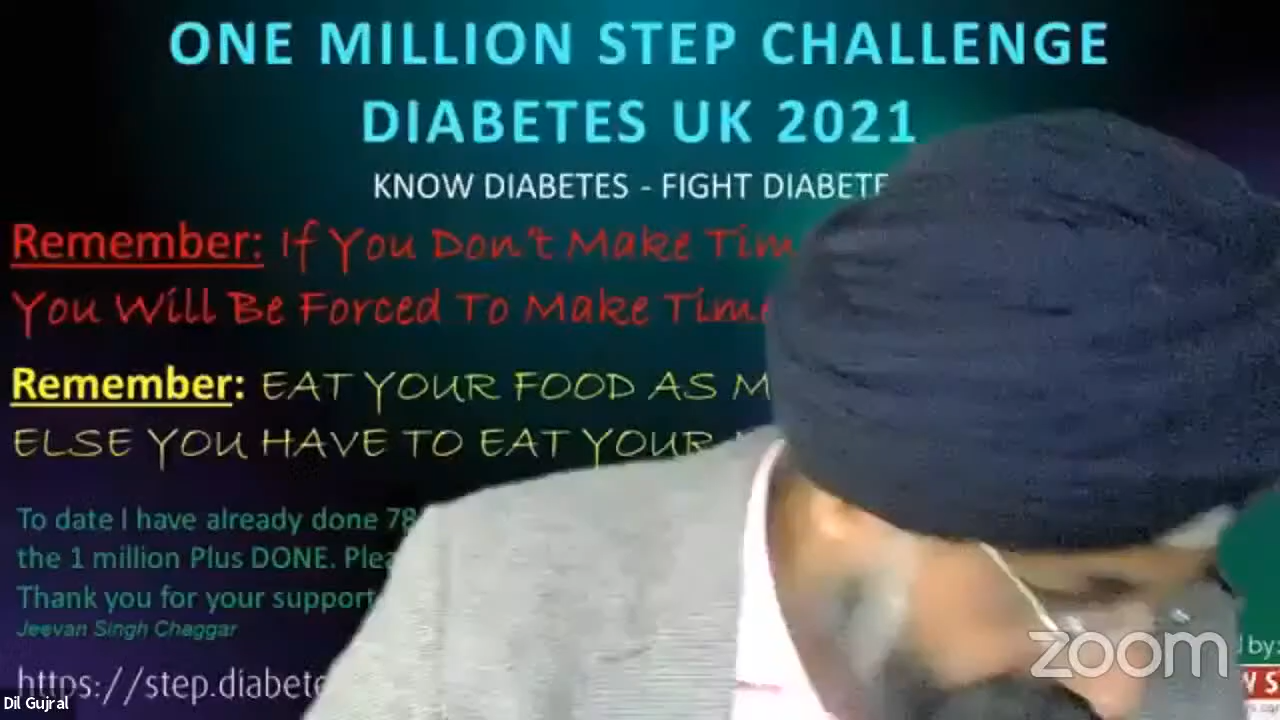 ONE MILLION STEP CHALLENGE
DIABETES UK 2021
KNOW DIABETES - FIGHT DIABETE
Remember: If You Don't Make Tim
You Will Be Forced To Make Time
Remember: EAT YOUR FOOD AS M
ELSE YOU HAVE TO EAT YOUR
To date I have already done 78
the 1 million Plus DONE. Plea
Thank you for your support
Jeevan Singh Chaggar
https://step.diabete
Dil Gujral
zoom
d by:
W S